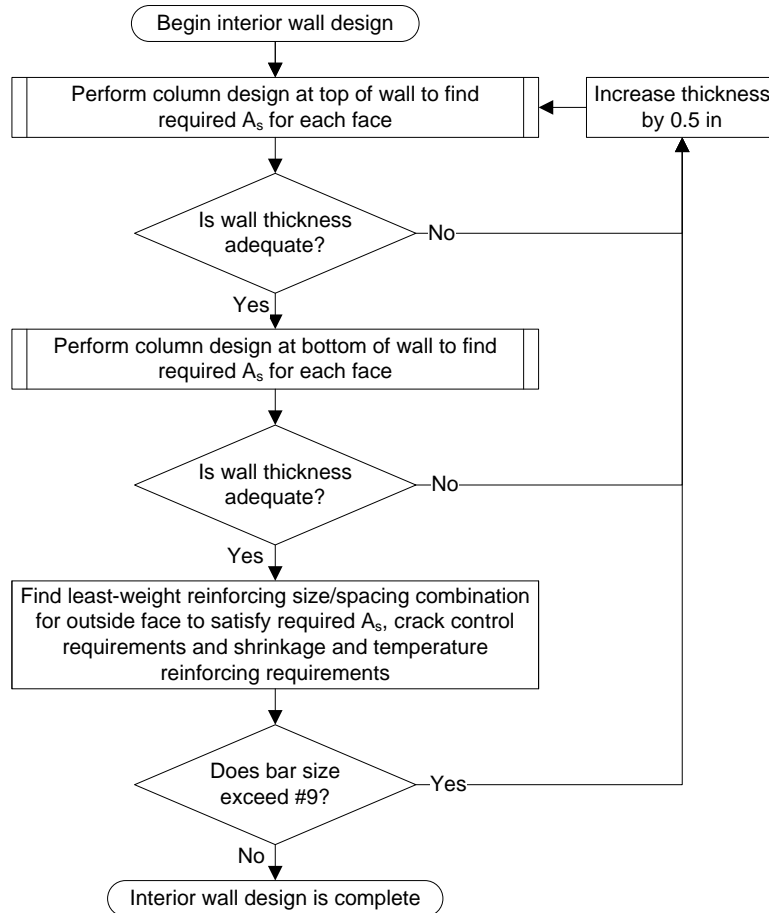 Begin interior wall design
Perform column design at top of wall to find
required Aₛ for each face
Increase thickness
by 0.5 in
Is wall thickness
adequate?
No
Yes
Perform column design at bottom of wall to find
required Aₛ for each face
Is wall thickness
adequate?
No
Yes
Find least-weight reinforcing size/spacing combination
for outside face to satisfy required Aₛ, crack control
requirements and shrinkage and temperature
reinforcing requirements
Does bar size
exceed #9?
Yes
No
Interior wall design is complete